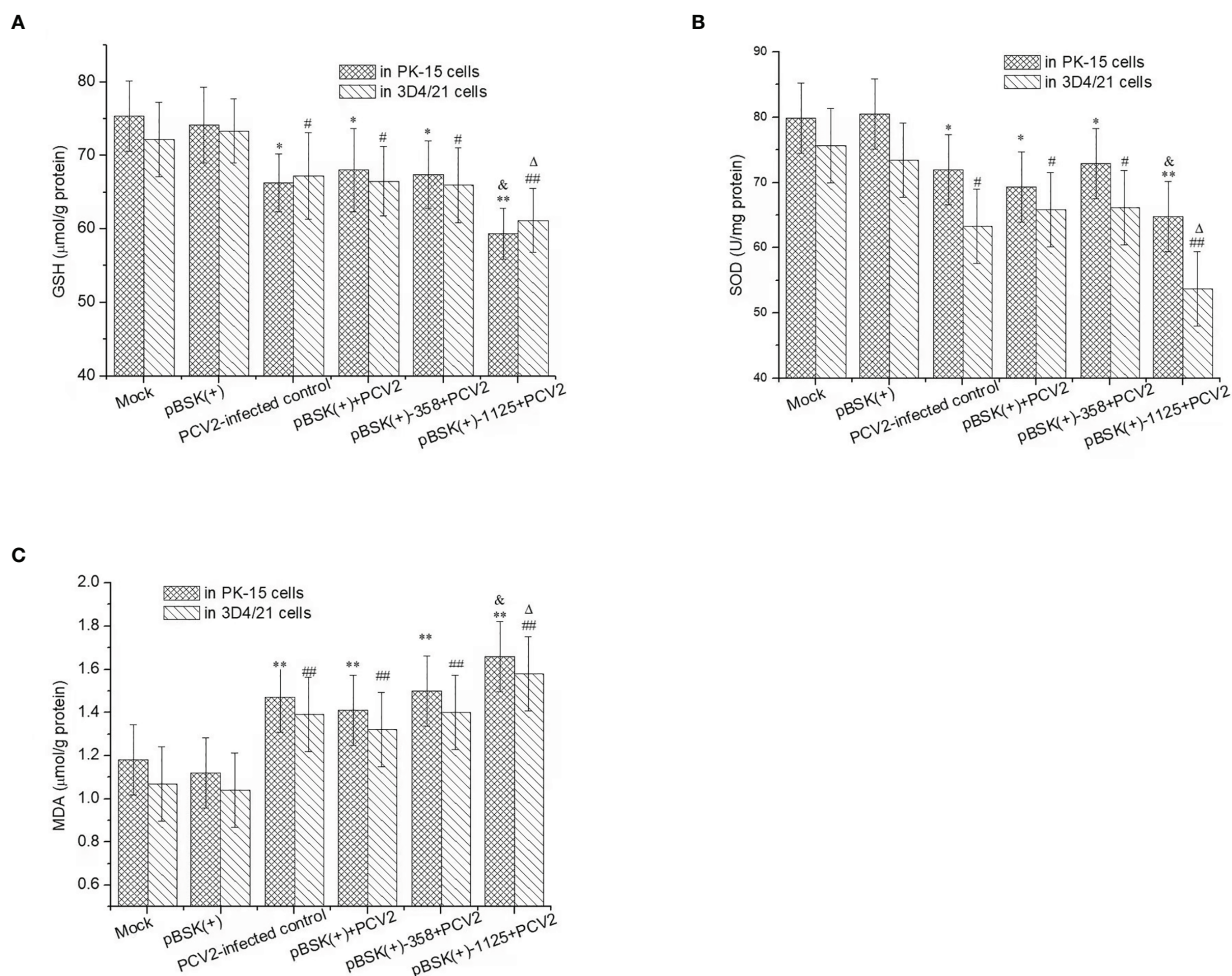 A
GSH (μmol/g protein)
80
70
60
50
40
in PK-15 cells
in 3D4/21 cells
*
#
*
#
*
#
&
**
Δ
##
Mock
pBSK(+)
PCV2-infected control
pBSK(+)+PCV2
pBSK(+)-358+PCV2
pBSK(+)-1125+PCV2
B
SOD (U/mg protein)
90
80
70
60
50
40
in PK-15 cells
in 3D4/21 cells
*
#
*
#
*
#
&
**
Δ
##
Mock
pBSK(+)
PCV2-infected control
pBSK(+)+PCV2
pBSK(+)-358+PCV2
pBSK(+)-1125+PCV2
C
MDA (μmol/g protein)
2.0
1.8
1.6
1.4
1.2
1.0
0.8
0.6
in PK-15 cells
in 3D4/21 cells
**
##
**
##
**
##
&
**
Δ
##
Mock
pBSK(+)
PCV2-infected control
pBSK(+)+PCV2
pBSK(+)-358+PCV2
pBSK(+)-1125+PCV2